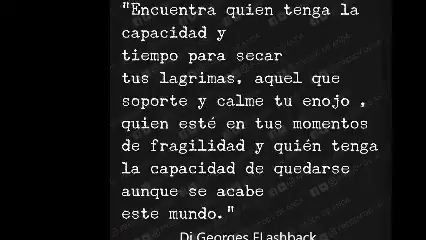 "Encuentra quien tenga la
capacidad y
tiempo para secar
tus lagrimas, aquel que
soporte y calme tu enojo ,
quien esté en tus momentos
de fragilidad y quién tenga
la capacidad de quedarse
aunque se acabe
este mundo."
Dj Georges FLashback